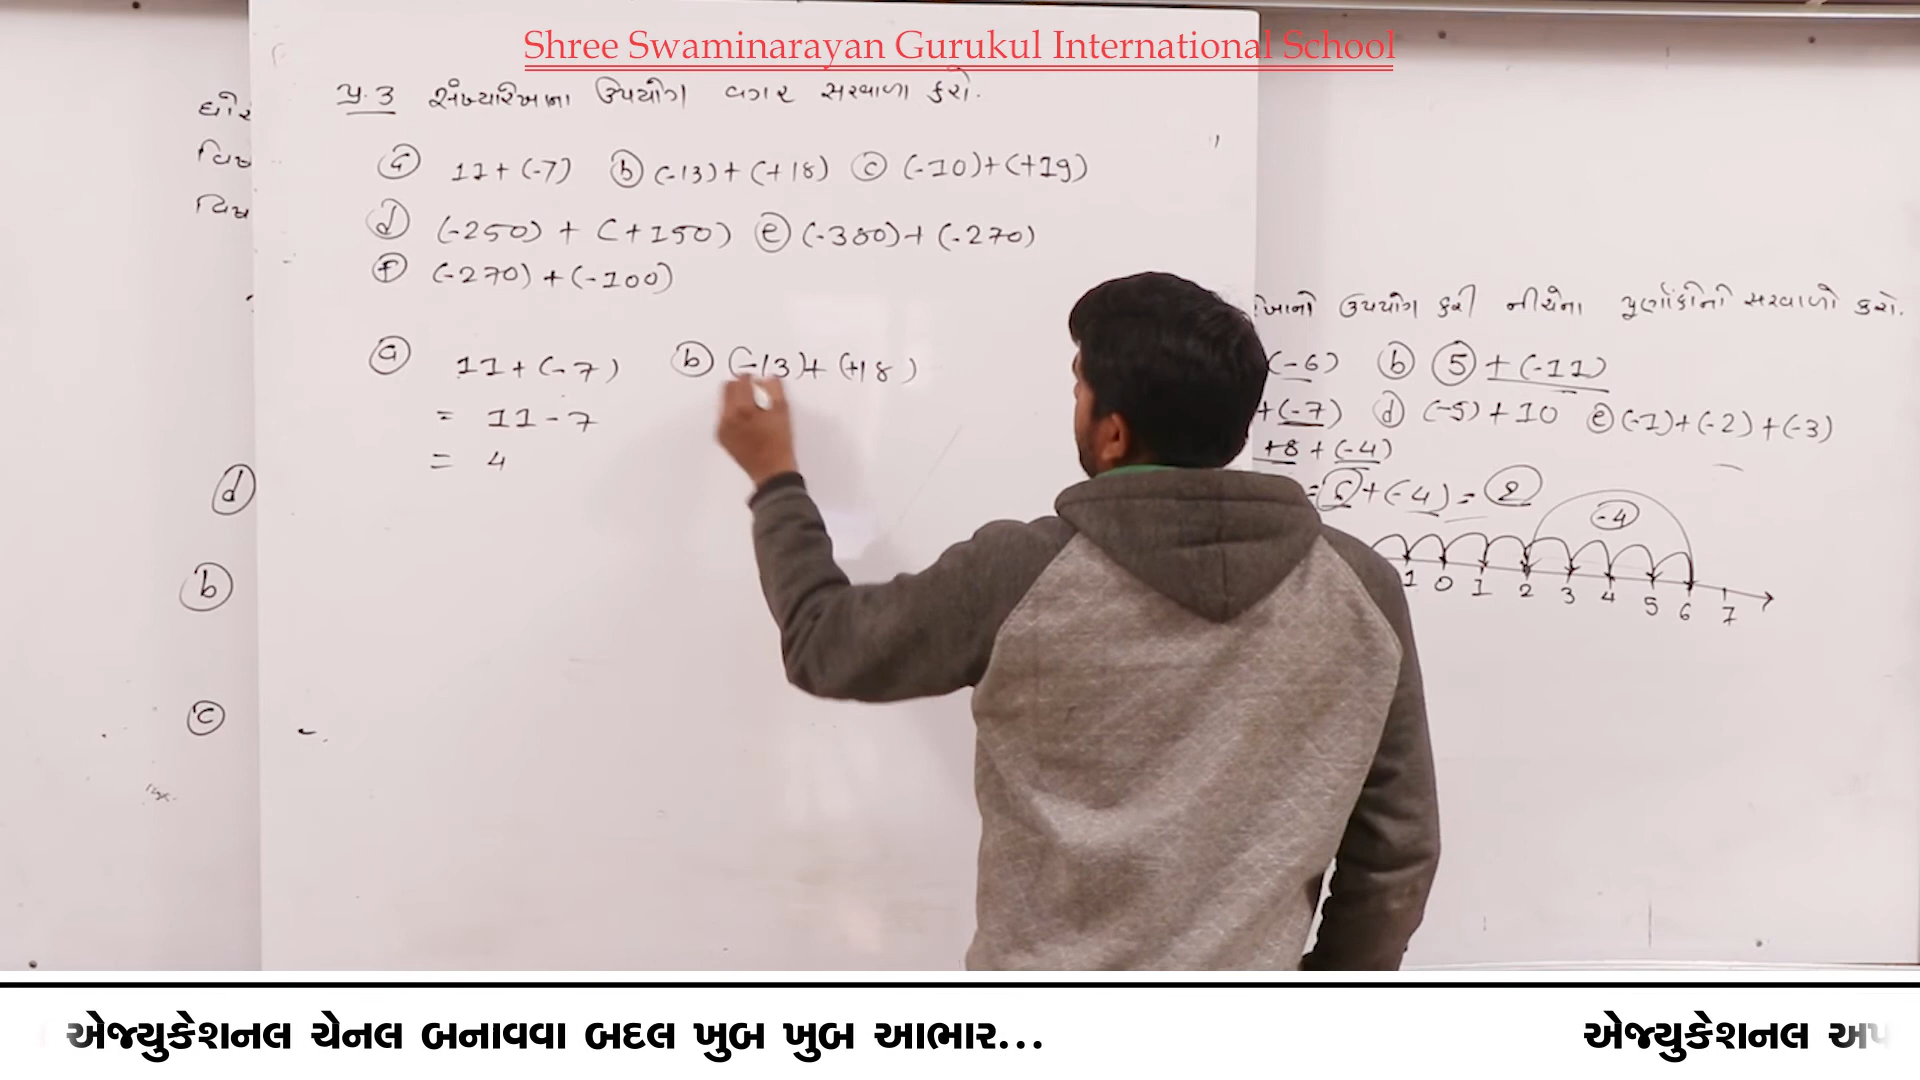 Shree Swaminarayan Gurukul International School
પ્ર.3 સંખ્યારેખાના ઉપયોગ વગર સરવાળા કરો.
ⓐ 11+(-7) ⓑ (-13)+(+18) ⓒ (-10)+(+19)
ⓓ (-250) + (+150) ⓔ (-380)+(-270)
ⓕ (-270)+(-100)
ⓐ 11+(-7) ⓑ (-13)+(+18)
= 11-7
= 4
ⓓ
ⓑ
ⓒ
ઉપયોગ કરી નીચેના પૂર્ણાંકોની સરવાળો કરો.
(-6) ⓑ 5+(-11)
+(-7) ⓓ (-5)+10 ⓔ (-1)+(-2)+(-3)
+8+(-4)
=6+(-4)=2
-4
1 0 1 2 3 4 5 6 7
એજ્યુકેશનલ ચેનલ બનાવવા બદલ ખુબ ખુબ આભાર... એજ્યુકેશનલ અપ